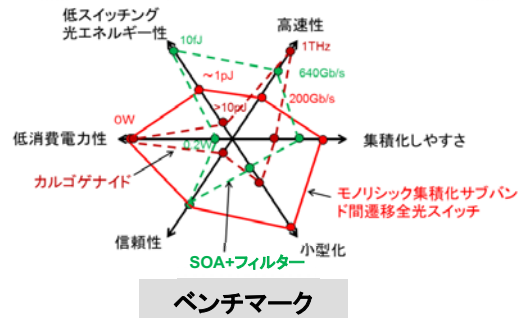 低スイッチング
光エネルギー性
高速性
10fJ
1THz
640Gb/s
～1pJ
200Gb/s
>10pJ
0W
低消費電力性
0.2W
集積化しやすさ
カルコゲナイド
モノリシック集積化サブバン
ド間遷移全光スイッチ
信頼性
小型化
SOA+フィルター
ベンチマーク